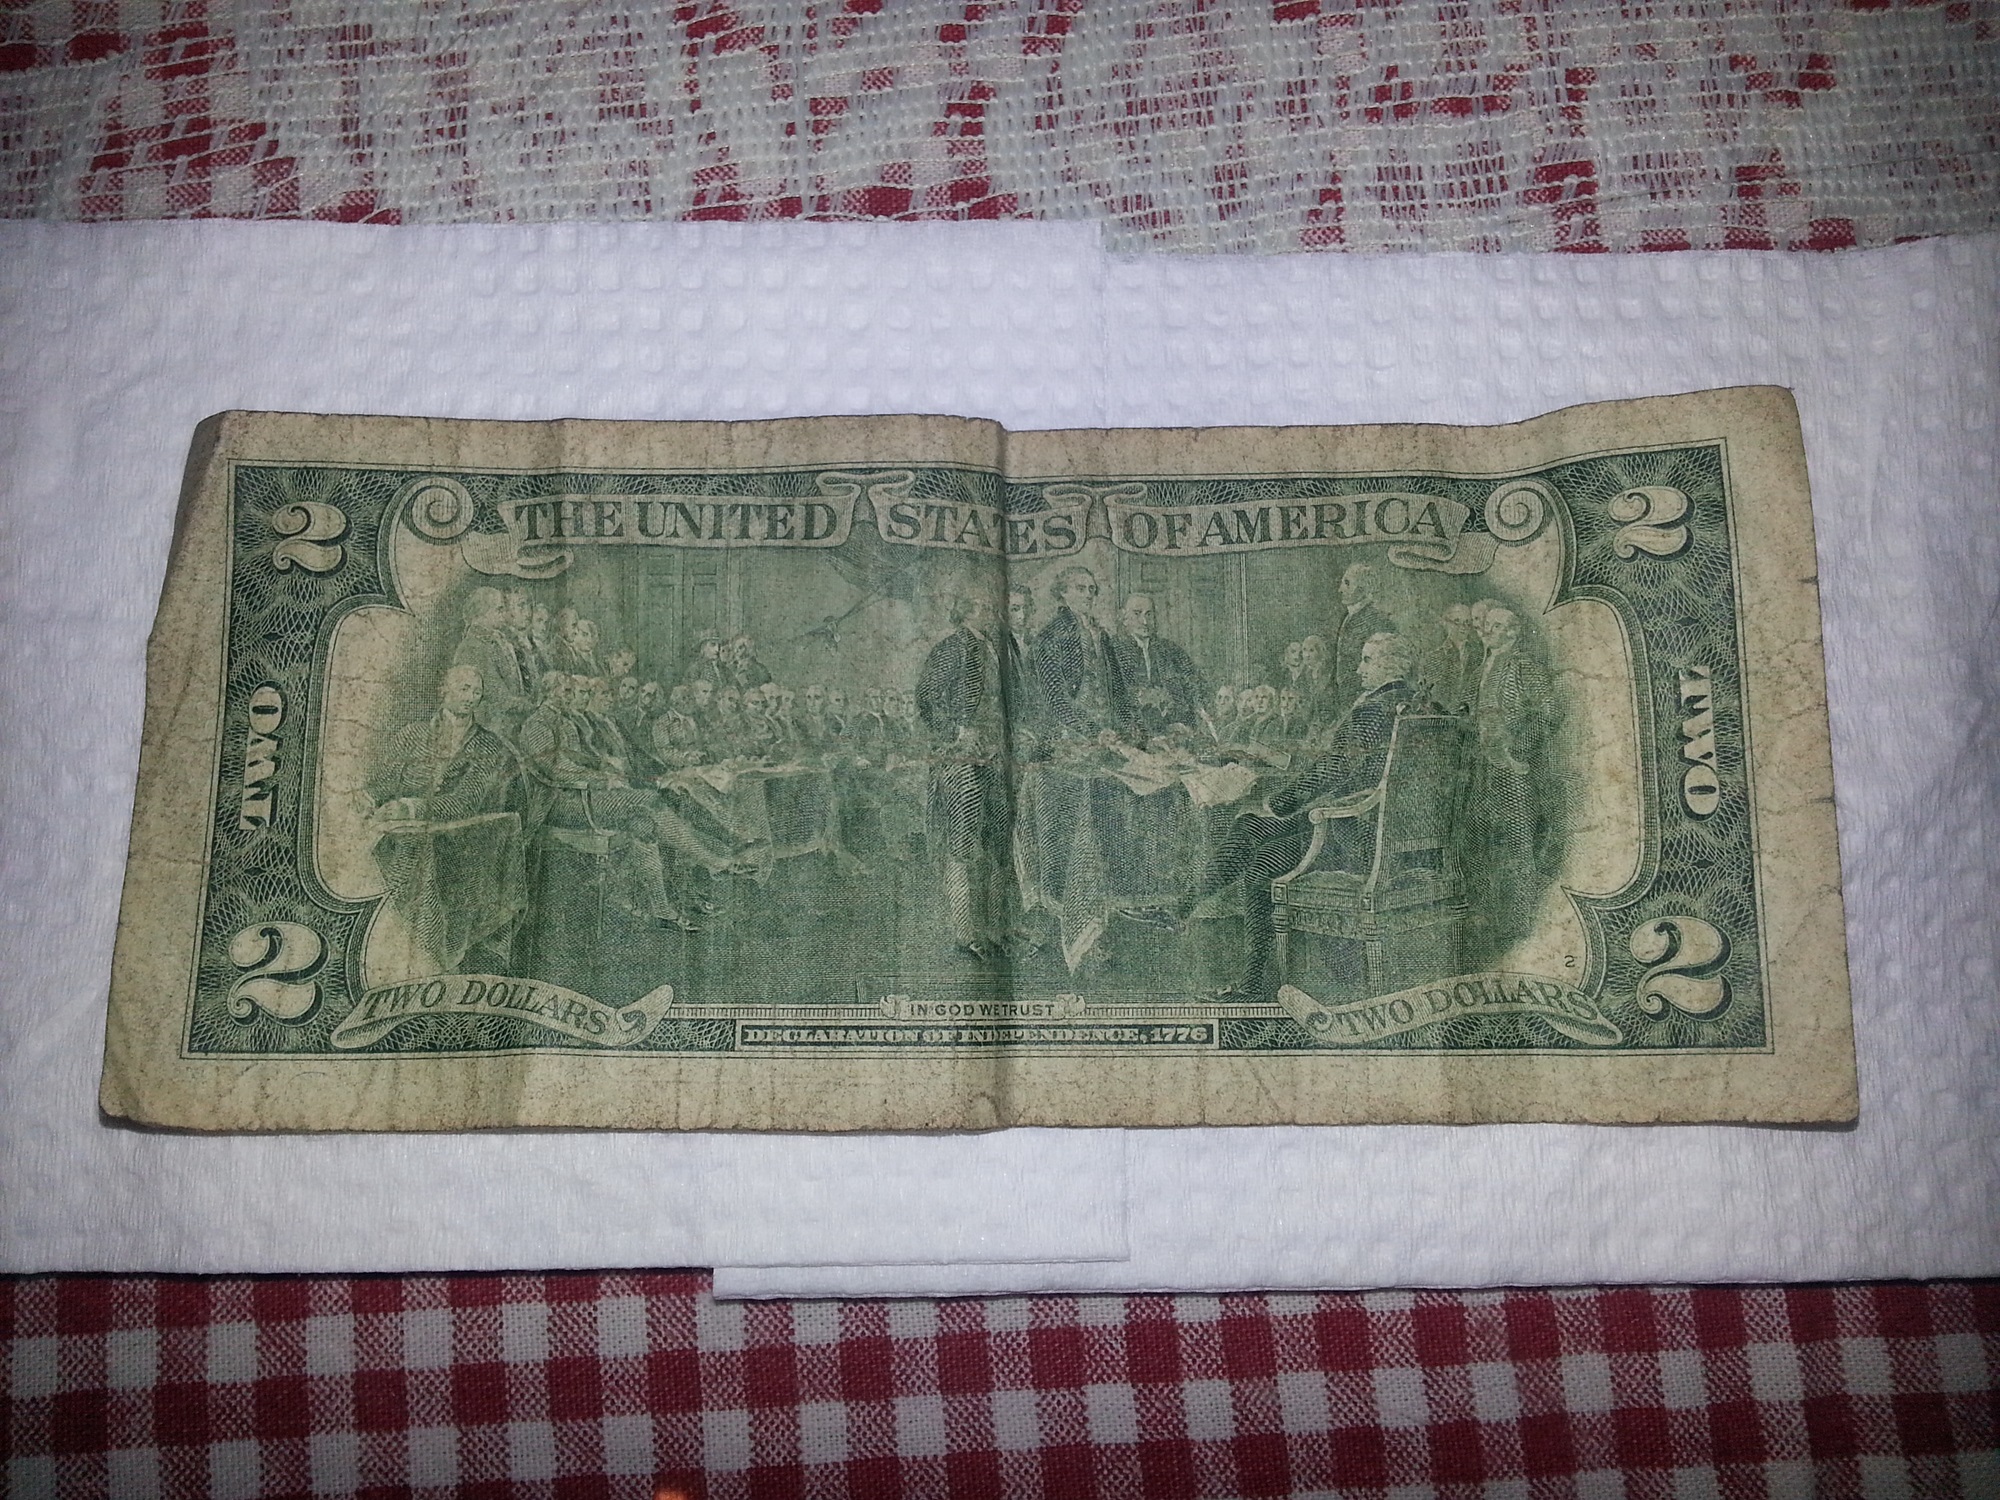 2 THE UNITED STATES OF AMERICA 2
TWO TWO
2
2 TWO DOLLARS IN GOD WE TRUST TWO DOLLARS 2
DECLARATION OF INDEPENDENCE, 1776